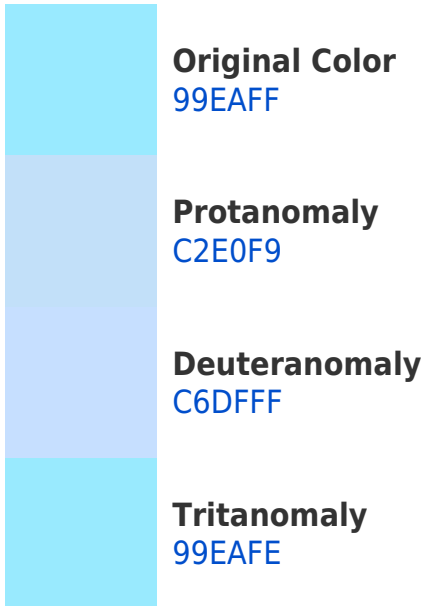 Original Color
99EAFF
Protanomaly
C2E0F9
Deuteranomaly
C6DFFF
Tritanomaly
99EAFE